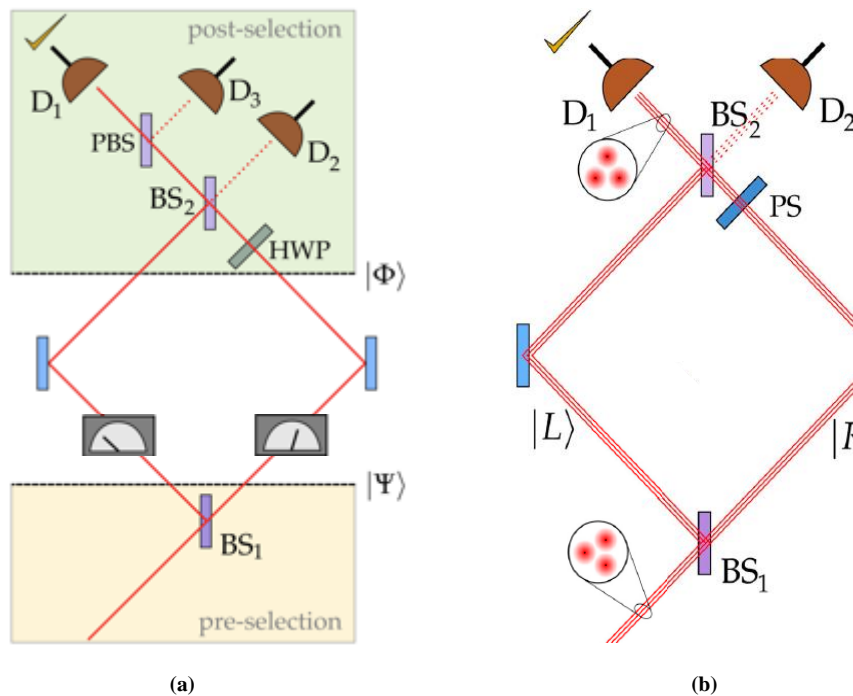 post-selection
D₁
D₃
D₂
PBS
BS₂
HWP
|Φ⟩
|Ψ⟩
BS₁
pre-selection
(a)
D₁
BS₂
D₂
PS
|L⟩
BS₁
(b)